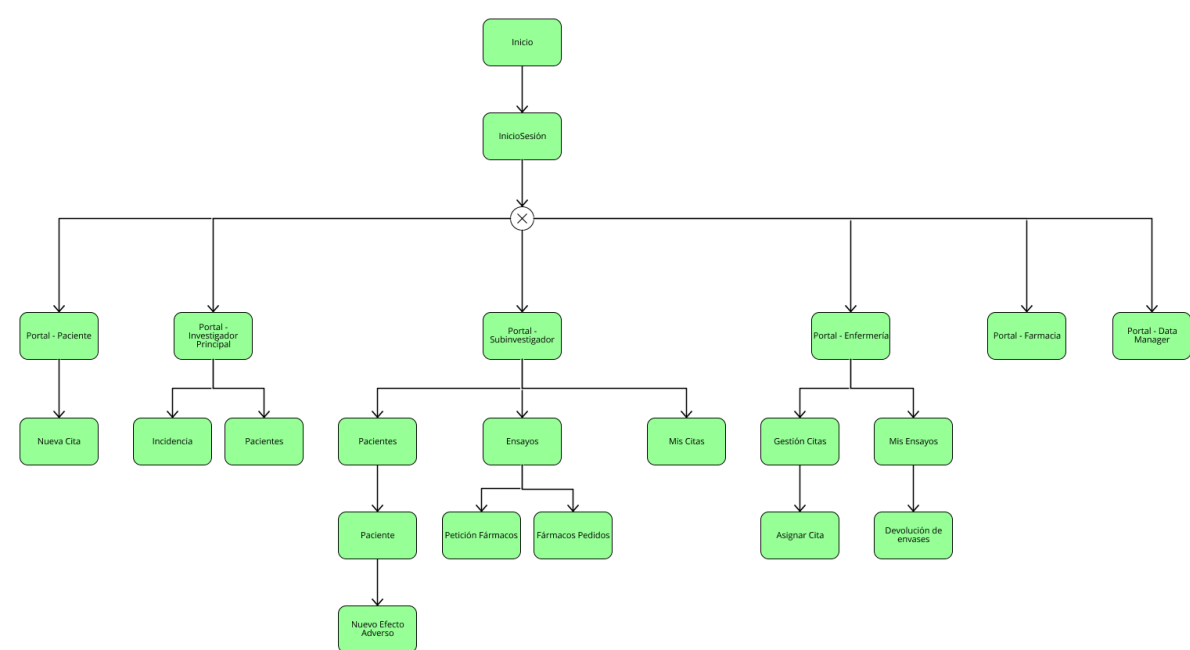 Inicio
InicioSesión
Portal - Paciente
Portal -
Investigador
Principal
Portal -
Subinvestigador
Portal - Enfermería
Portal - Farmacia
Portal - Data
Manager
Nueva Cita
Incidencia
Pacientes
Pacientes
Ensayos
Mis Citas
Gestión Citas
Mis Ensayos
Paciente
Petición Fármacos
Fármacos Pedidos
Asignar Cita
Devolución de
envases
Nuevo Efecto
Adverso